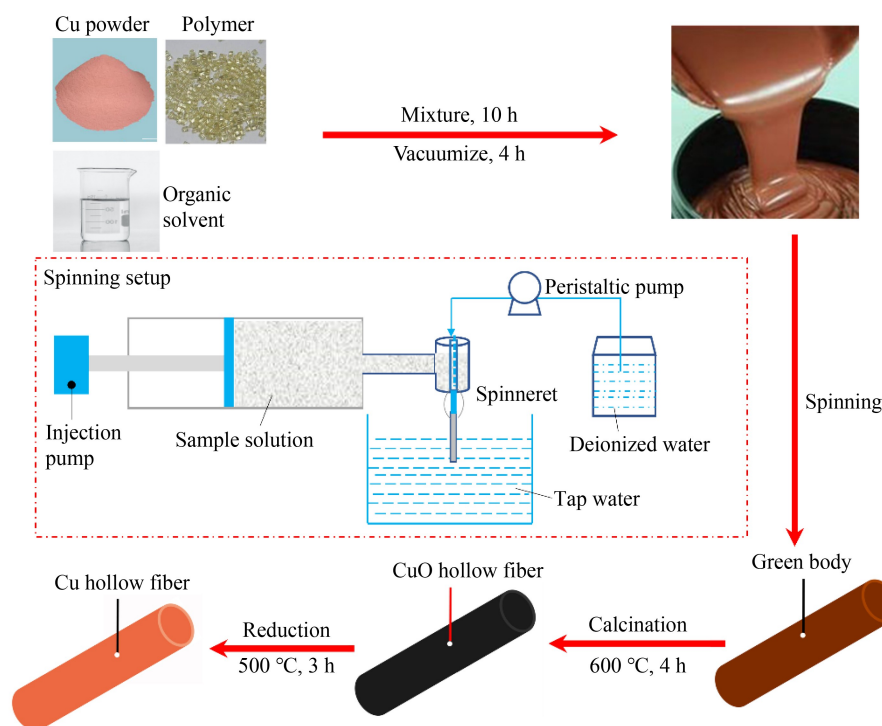 Cu powder
Polymer
Organic
solvent
Mixture, 10 h
Vacuumize, 4 h
Spinning setup
Peristaltic pump
Spinneret
Injection
pump
Sample solution
Deionized water
Tap water
Spinning
Green body
Calcination
600 °C, 4 h
CuO hollow fiber
Reduction
500 °C, 3 h
Cu hollow fiber